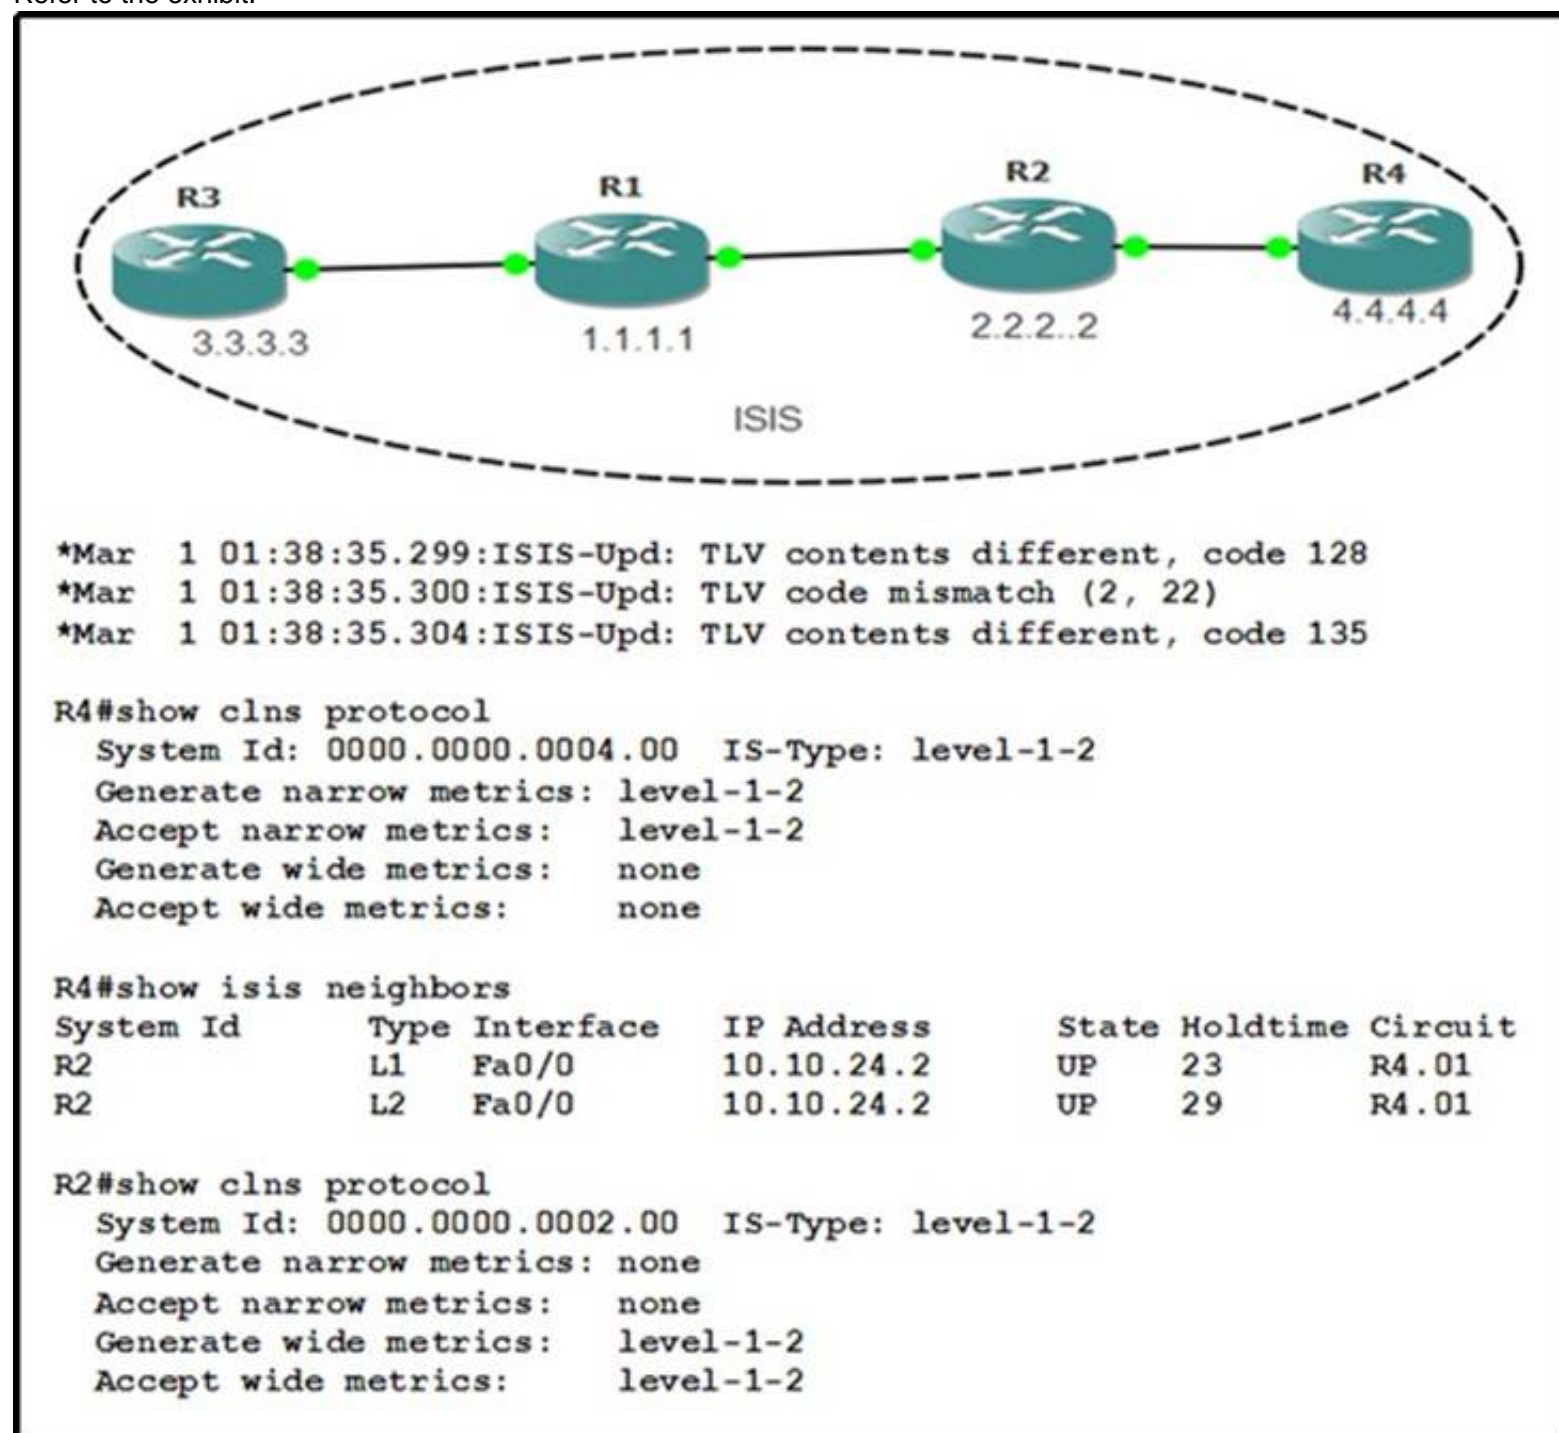 Refer to the exhibit.
R3
R1
R2
R4
3.3.3.3
1.1.1.1
2.2.2..2
4.4.4.4
ISIS
*Mar  1 01:38:35.299:ISIS-Upd: TLV contents different, code 128
*Mar  1 01:38:35.300:ISIS-Upd: TLV code mismatch (2, 22)
*Mar  1 01:38:35.304:ISIS-Upd: TLV contents different, code 135
R4#show clns protocol
System Id: 0000.0000.0004.00  IS-Type: level-1-2
Generate narrow metrics: level-1-2
Accept narrow metrics:   level-1-2
Generate wide metrics:   none
Accept wide metrics:     none
R4#show isis neighbors
System Id      Type Interface   IP Address      State Holdtime Circuit
R2             L1   Fa0/0       10.10.24.2      UP    23       R4.01
R2             L2   Fa0/0       10.10.24.2      UP    29       R4.01
R2#show clns protocol
System Id: 0000.0000.0002.00  IS-Type: level-1-2
Generate narrow metrics: none
Accept narrow metrics:   none
Generate wide metrics:   level-1-2
Accept wide metrics:     level-1-2